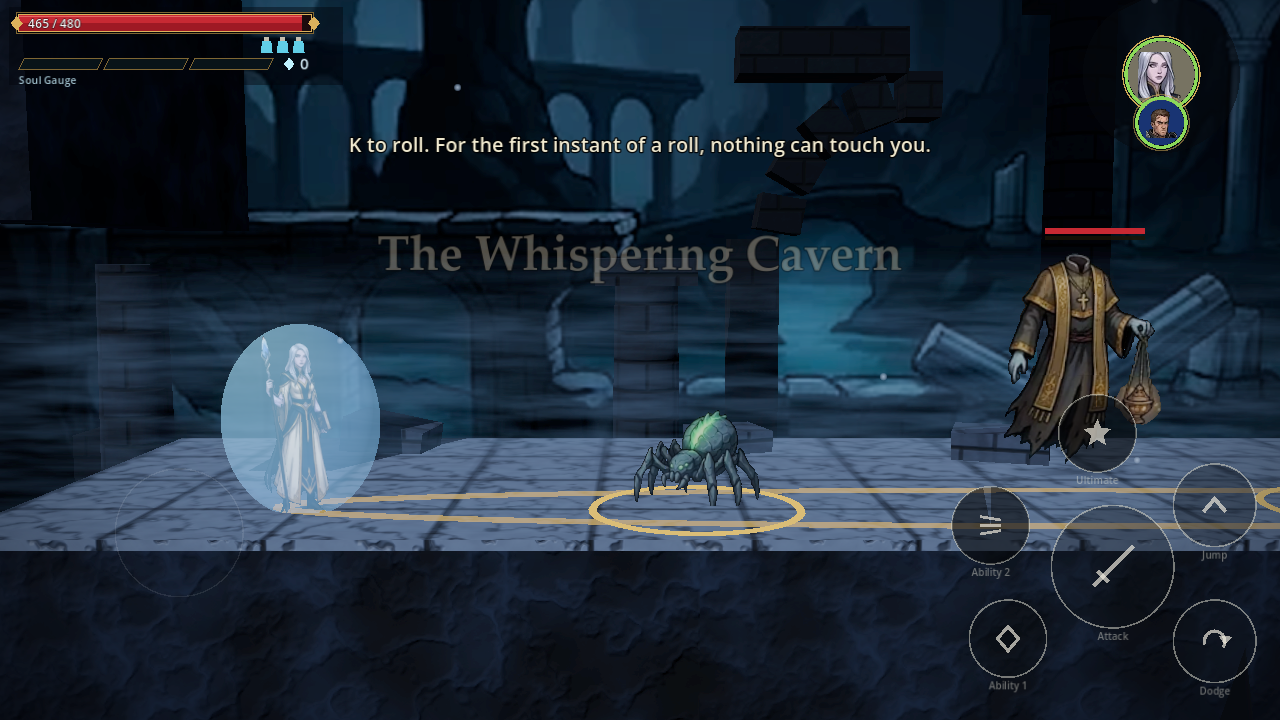 465 / 480
0
Soul Gauge
K to roll. For the first instant of a roll, nothing can touch you.
The Whispering Cavern
Ultimate
Jump
Ability 2
Attack
Ability 1
Dodge